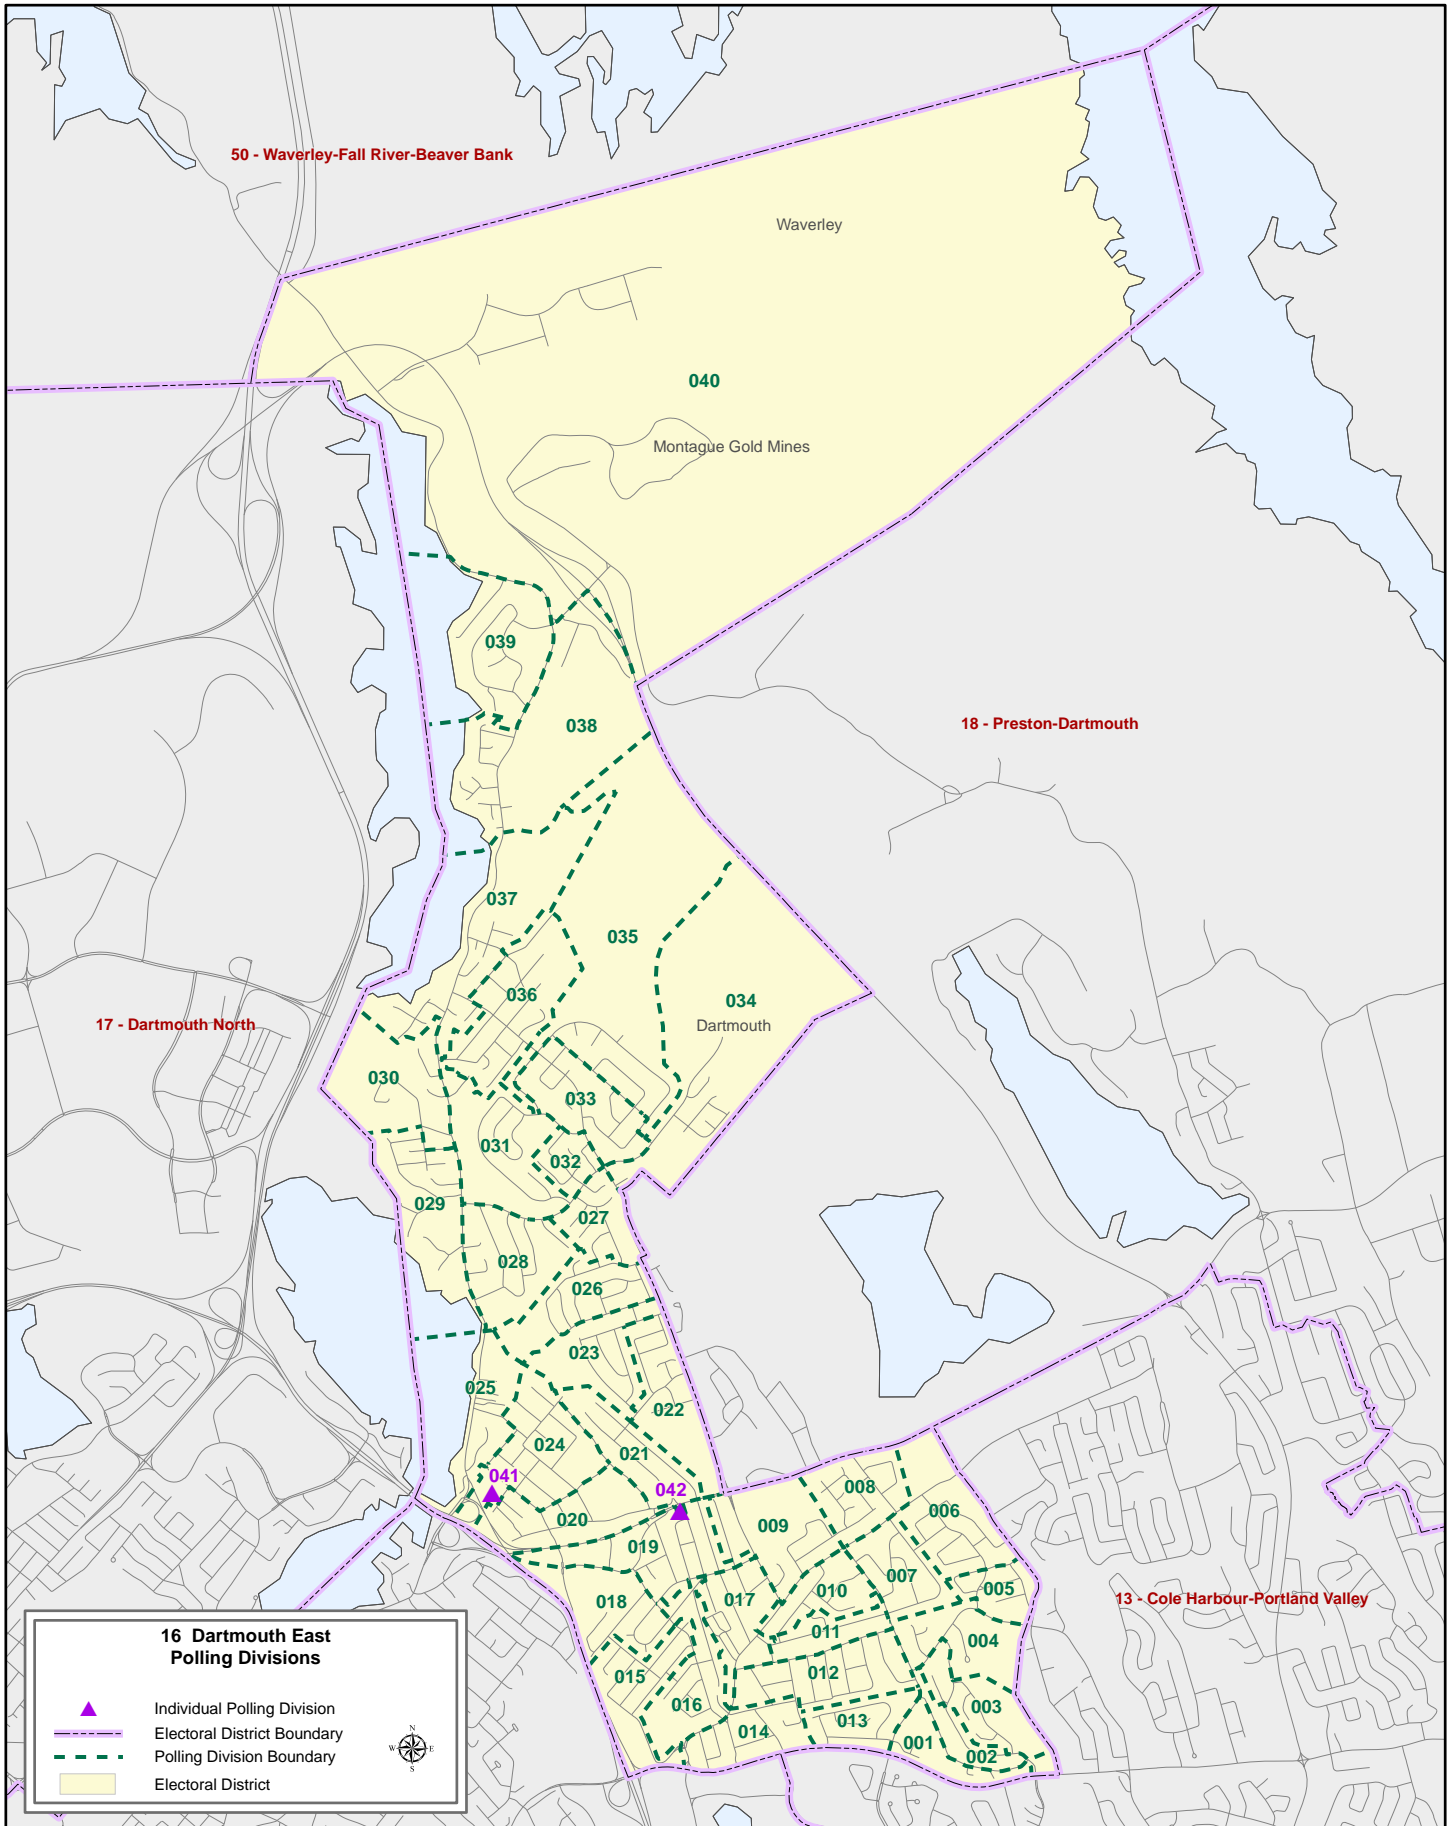 50 - Waverley-Fall River-Beaver Bank
Waverley
040
Montague Gold Mines
039
038
18 - Preston-Dartmouth
037
035
036
034
17 - Dartmouth North
Dartmouth
030
033
031
032
029
027
028
026
023
025
022
024
021
041
042
008
006
020
009
019
007
005
010
13 - Cole Harbour-Portland Valley
017
018
011
004
012
015
016
003
013
014
001
002
16 Dartmouth East
Polling Divisions
Individual Polling Division
Electoral District Boundary
Polling Division Boundary
Electoral District
N
W E
S